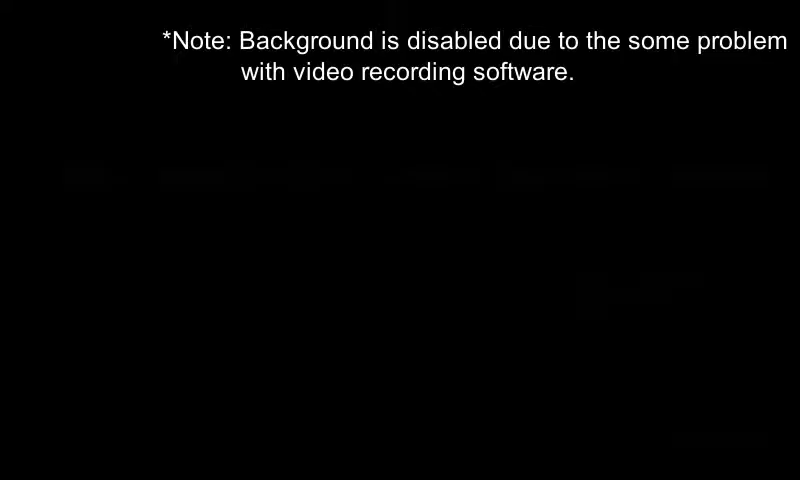 *Note: Background is disabled due to the some problem
with video recording software.